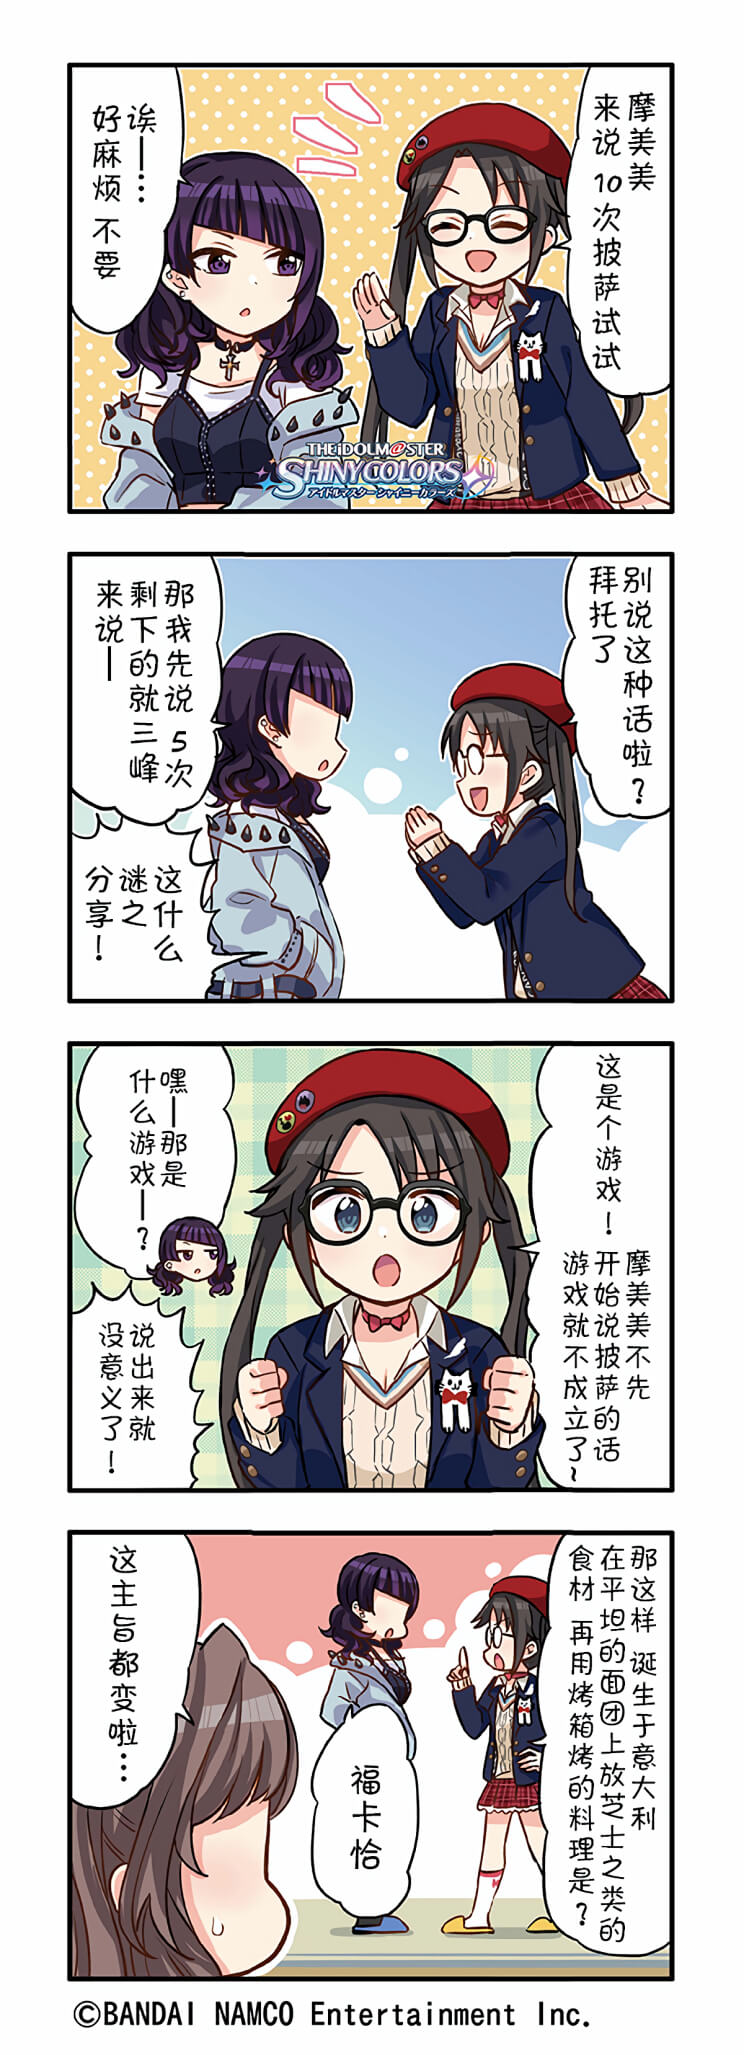 摩美美
来说10次披萨试试
诶——…
好麻烦 不要
THE iDOLM@STER
SHINYCOLORS
アイドルマスターシャイニーカラーズ
别说这种话啦？
拜托了
那我先说5次
剩下的就三峰
来说—
这什么
谜之
分享！
这是个游戏！
摩美美不先
开始说披萨的话
游戏就不成立了~
嘿—那是
什么游戏—？
说出来就
没意义了！
那这样 诞生于意大利
在平坦的面团上放芝士之类的
食材 再用烤箱烤的料理是？
福卡恰
这主旨都变啦…
©BANDAI NAMCO Entertainment Inc.